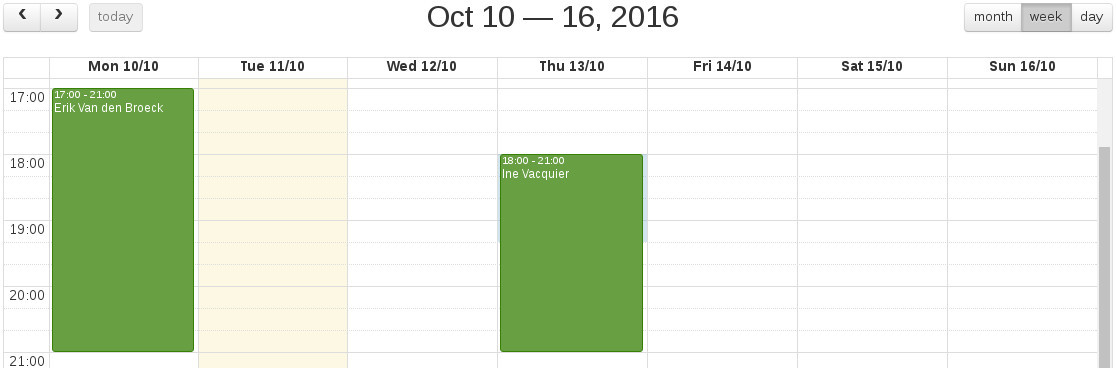 today
Oct 10 — 16, 2016
month week day
Mon 10/10 Tue 11/10 Wed 12/10 Thu 13/10 Fri 14/10 Sat 15/10 Sun 16/10
17:00
17:00 - 21:00
Erik Van den Broeck
18:00
18:00 - 21:00
Ine Vacquier
19:00
20:00
21:00